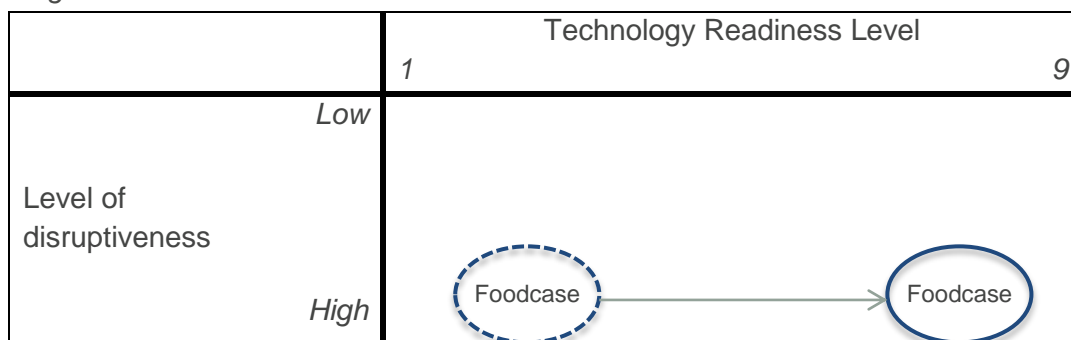 Technology Readiness Level
1 9
Low
Level of
disruptiveness
High
Foodcase Foodcase